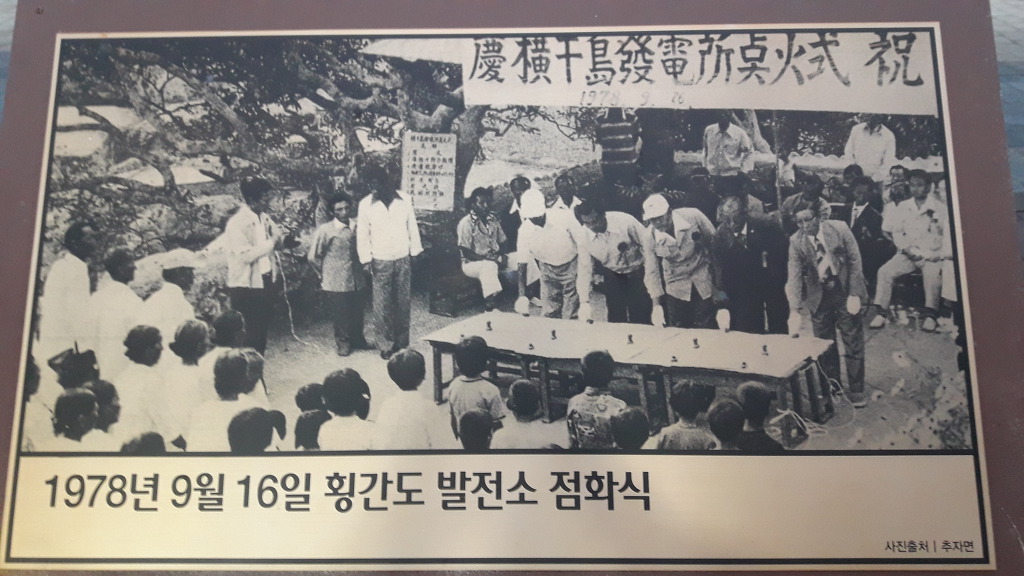 慶橫干島發電所点火式 祝
1978. 9. 16.
1978년 9월 16일 횡간도 발전소 점화식
사진출처 | 추자면